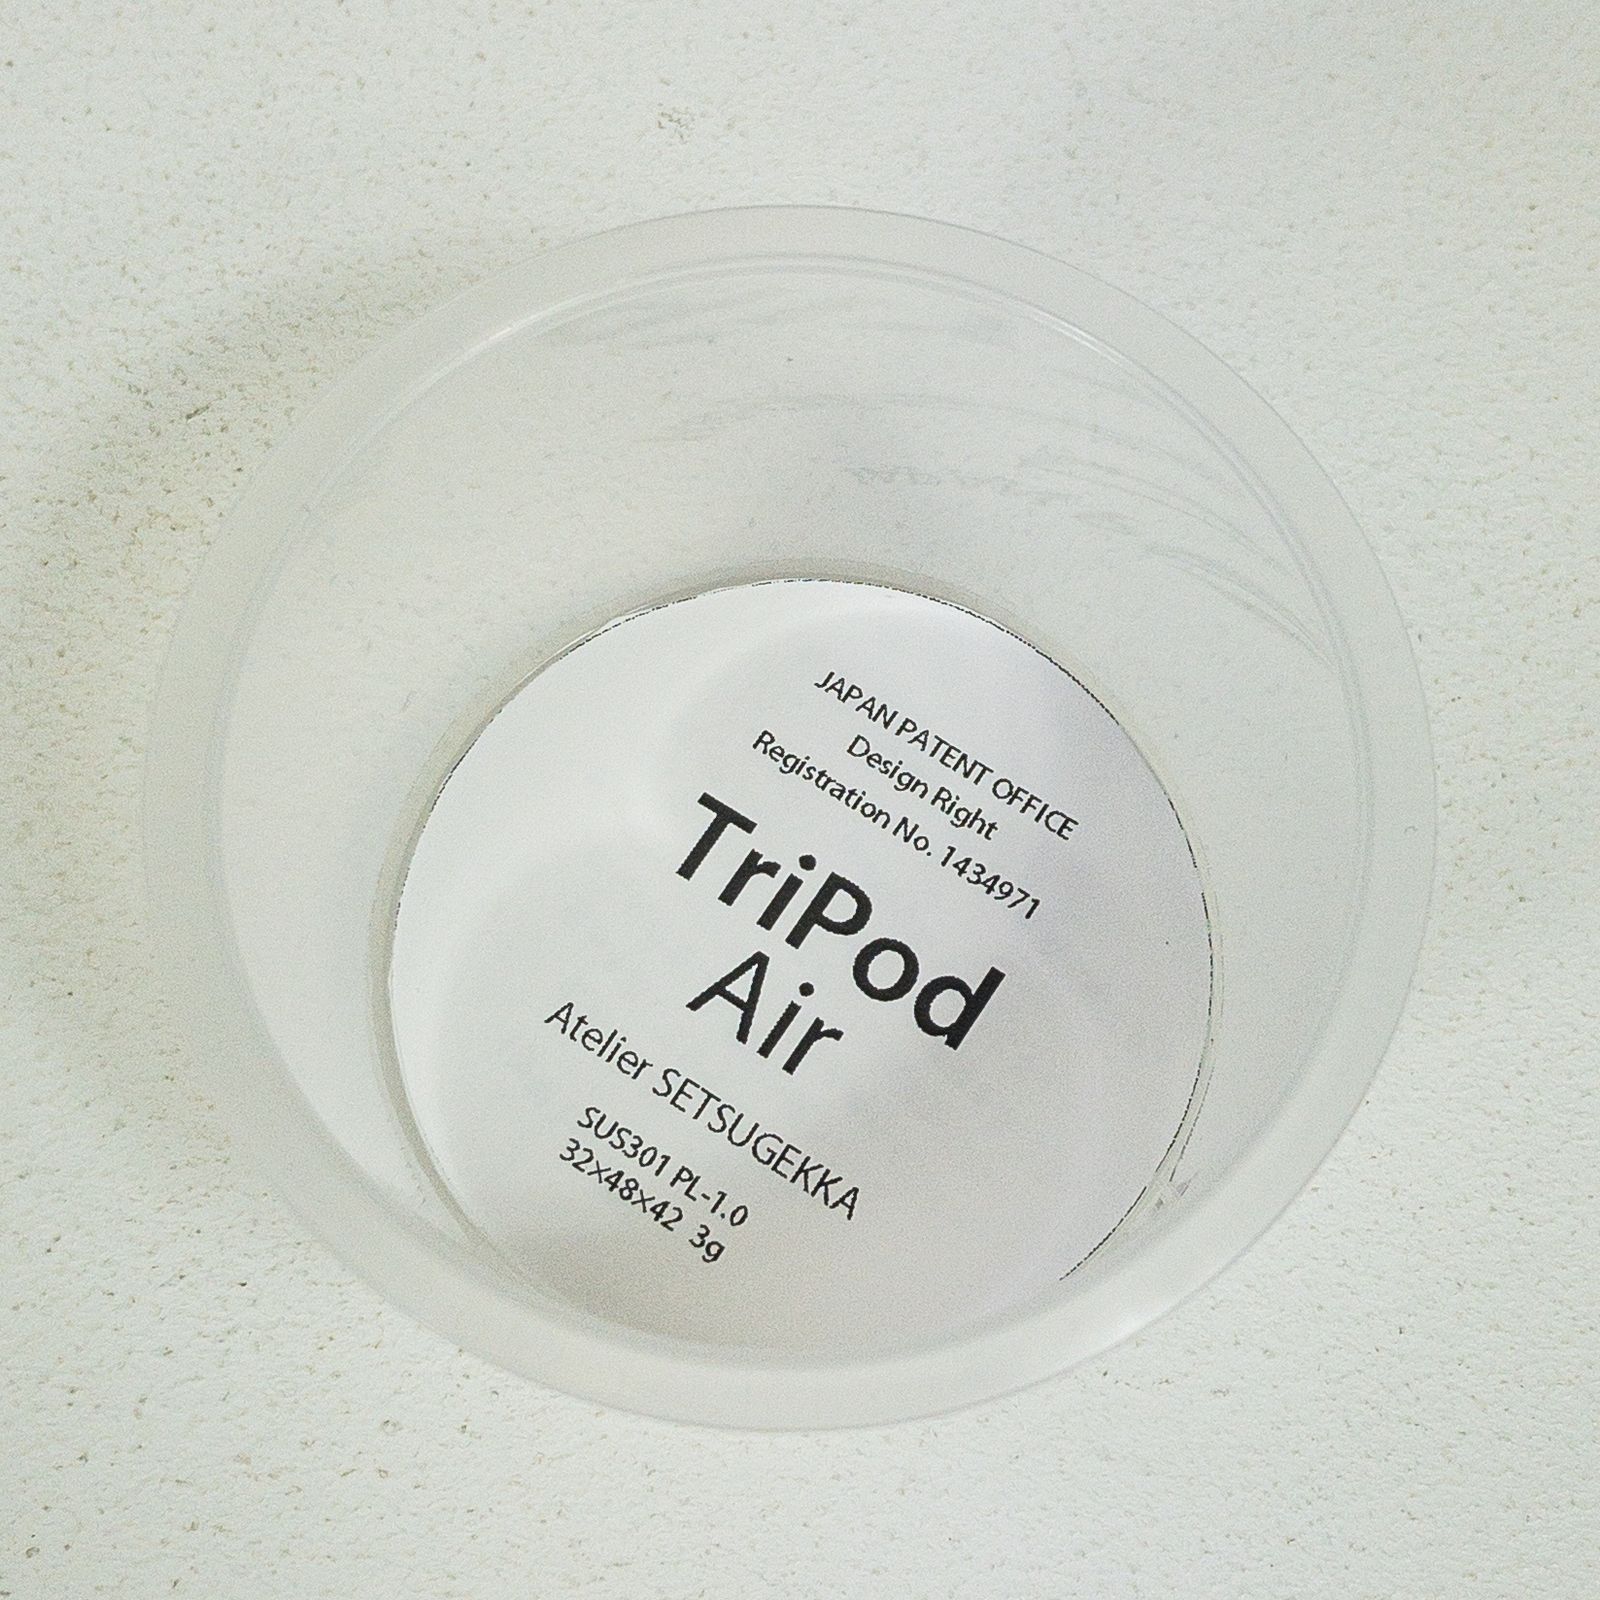 JAPAN PATENT OFFICE
Design Right
Registration No. 1434971
TriPod
Air
Atelier SETSUGEKKA
SUS301 PL-1.0
32×48×42 3g